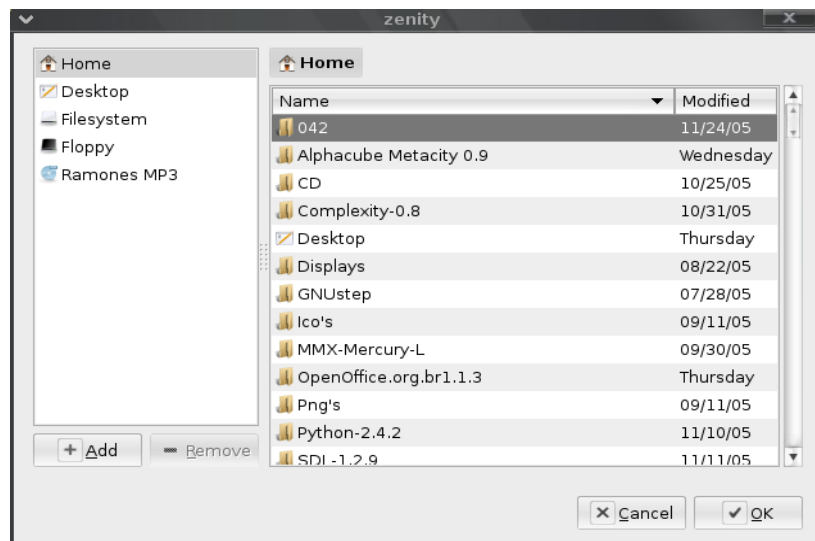 zenity
Home
Desktop
Filesystem
Floppy
Ramones MP3
Add
Remove
Home
Name Modified
042 11/24/05
Alphacube Metacity 0.9 Wednesday
CD 10/25/05
Complexity-0.8 10/31/05
Desktop Thursday
Displays 08/22/05
GNUstep 07/28/05
Ico's 09/11/05
MMX-Mercury-L 09/30/05
OpenOffice.org.br1.1.3 Thursday
Png's 09/11/05
Python-2.4.2 11/10/05
SDL-1.2.9 11/11/05
Cancel OK